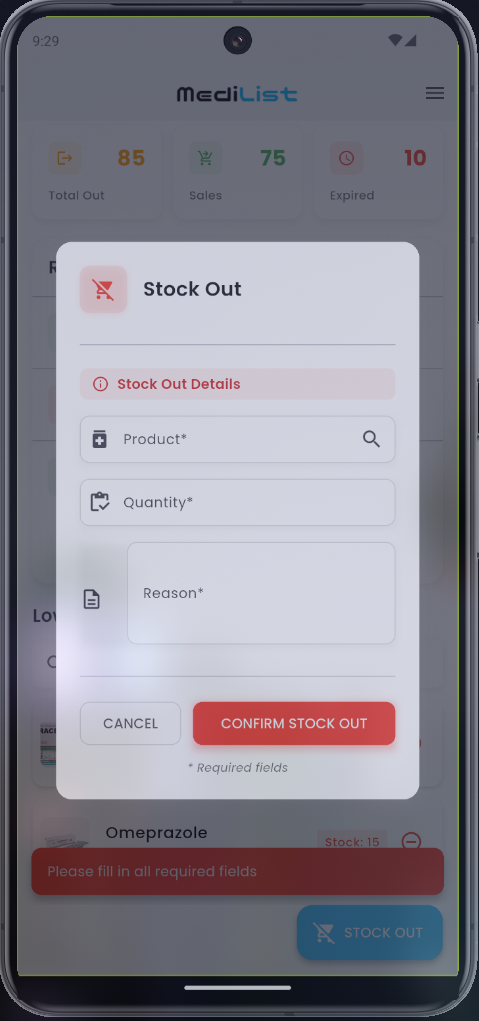 9:29
MediList
85
75
10
Total Out
Sales
Expired
R
Stock Out
Stock Out Details
Product*
Quantity*
Reason*
Lo
CANCEL
CONFIRM STOCK OUT
* Required fields
Omeprazole
Stock: 15
Please fill in all required fields
STOCK OUT